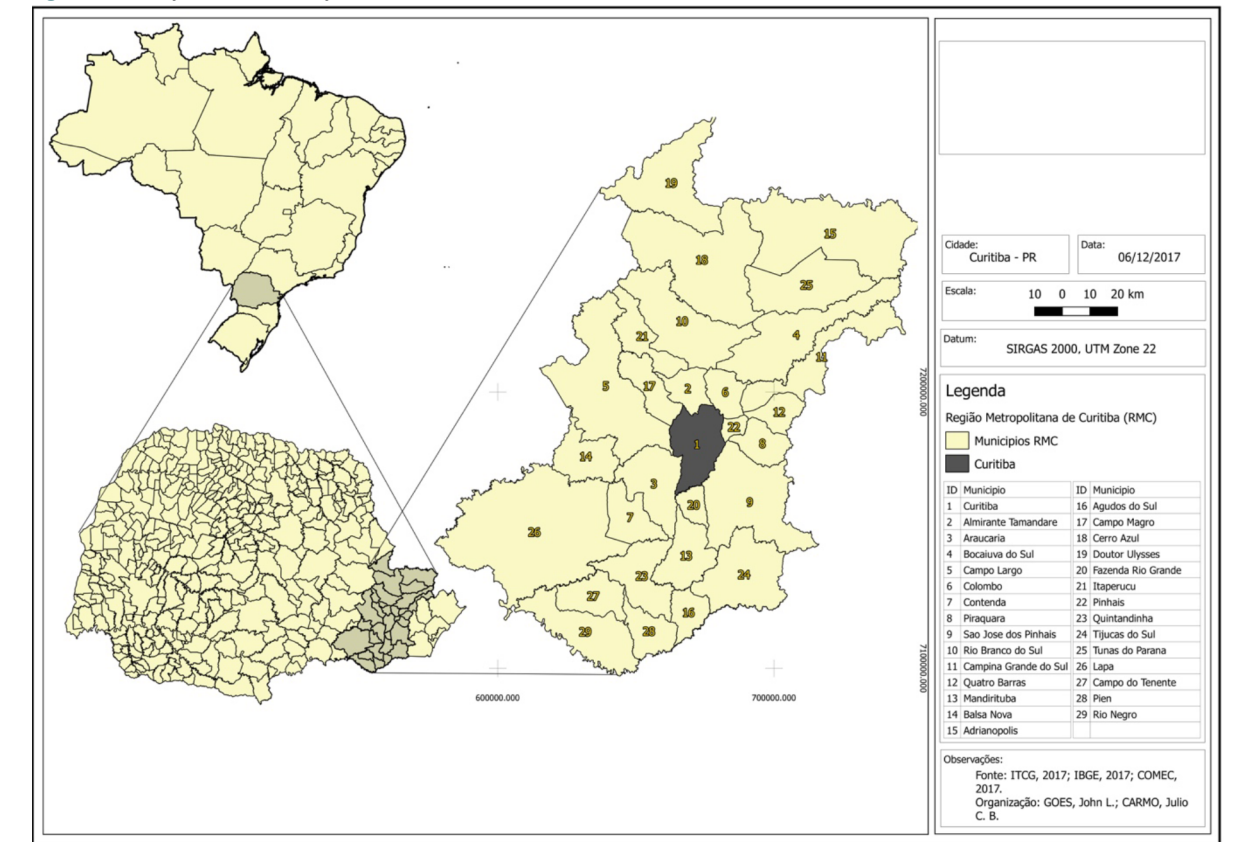 19
15
18
25
10
4
21
11
5
17
2
6
12
22
1
8
14
3
9
20
7
26
13
23
24
27
16
29
28
7200000.000
7100000.000
600000.000
700000.000
Cidade:
Curitiba - PR
Data:
06/12/2017
Escala:
10 0 10 20 km
Datum:
SIRGAS 2000, UTM Zone 22
Legenda
Região Metropolitana de Curitiba (RMC)
Municipios RMC
Curitiba
ID Municipio ID Municipio
1 Curitiba 16 Agudos do Sul
2 Almirante Tamandare 17 Campo Magro
3 Araucaria 18 Cerro Azul
4 Bocaiuva do Sul 19 Doutor Ulysses
5 Campo Largo 20 Fazenda Rio Grande
6 Colombo 21 Itaperucu
7 Contenda 22 Pinhais
8 Piraquara 23 Quintandinha
9 Sao Jose dos Pinhais 24 Tijucas do Sul
10 Rio Branco do Sul 25 Tunas do Parana
11 Campina Grande do Sul 26 Lapa
12 Quatro Barras 27 Campo do Tenente
13 Mandirituba 28 Pien
14 Balsa Nova 29 Rio Negro
15 Adrianopolis
Observações:
Fonte: ITCG, 2017; IBGE, 2017; COMEC,
2017.
Organização: GOES, John L.; CARMO, Julio
C. B.